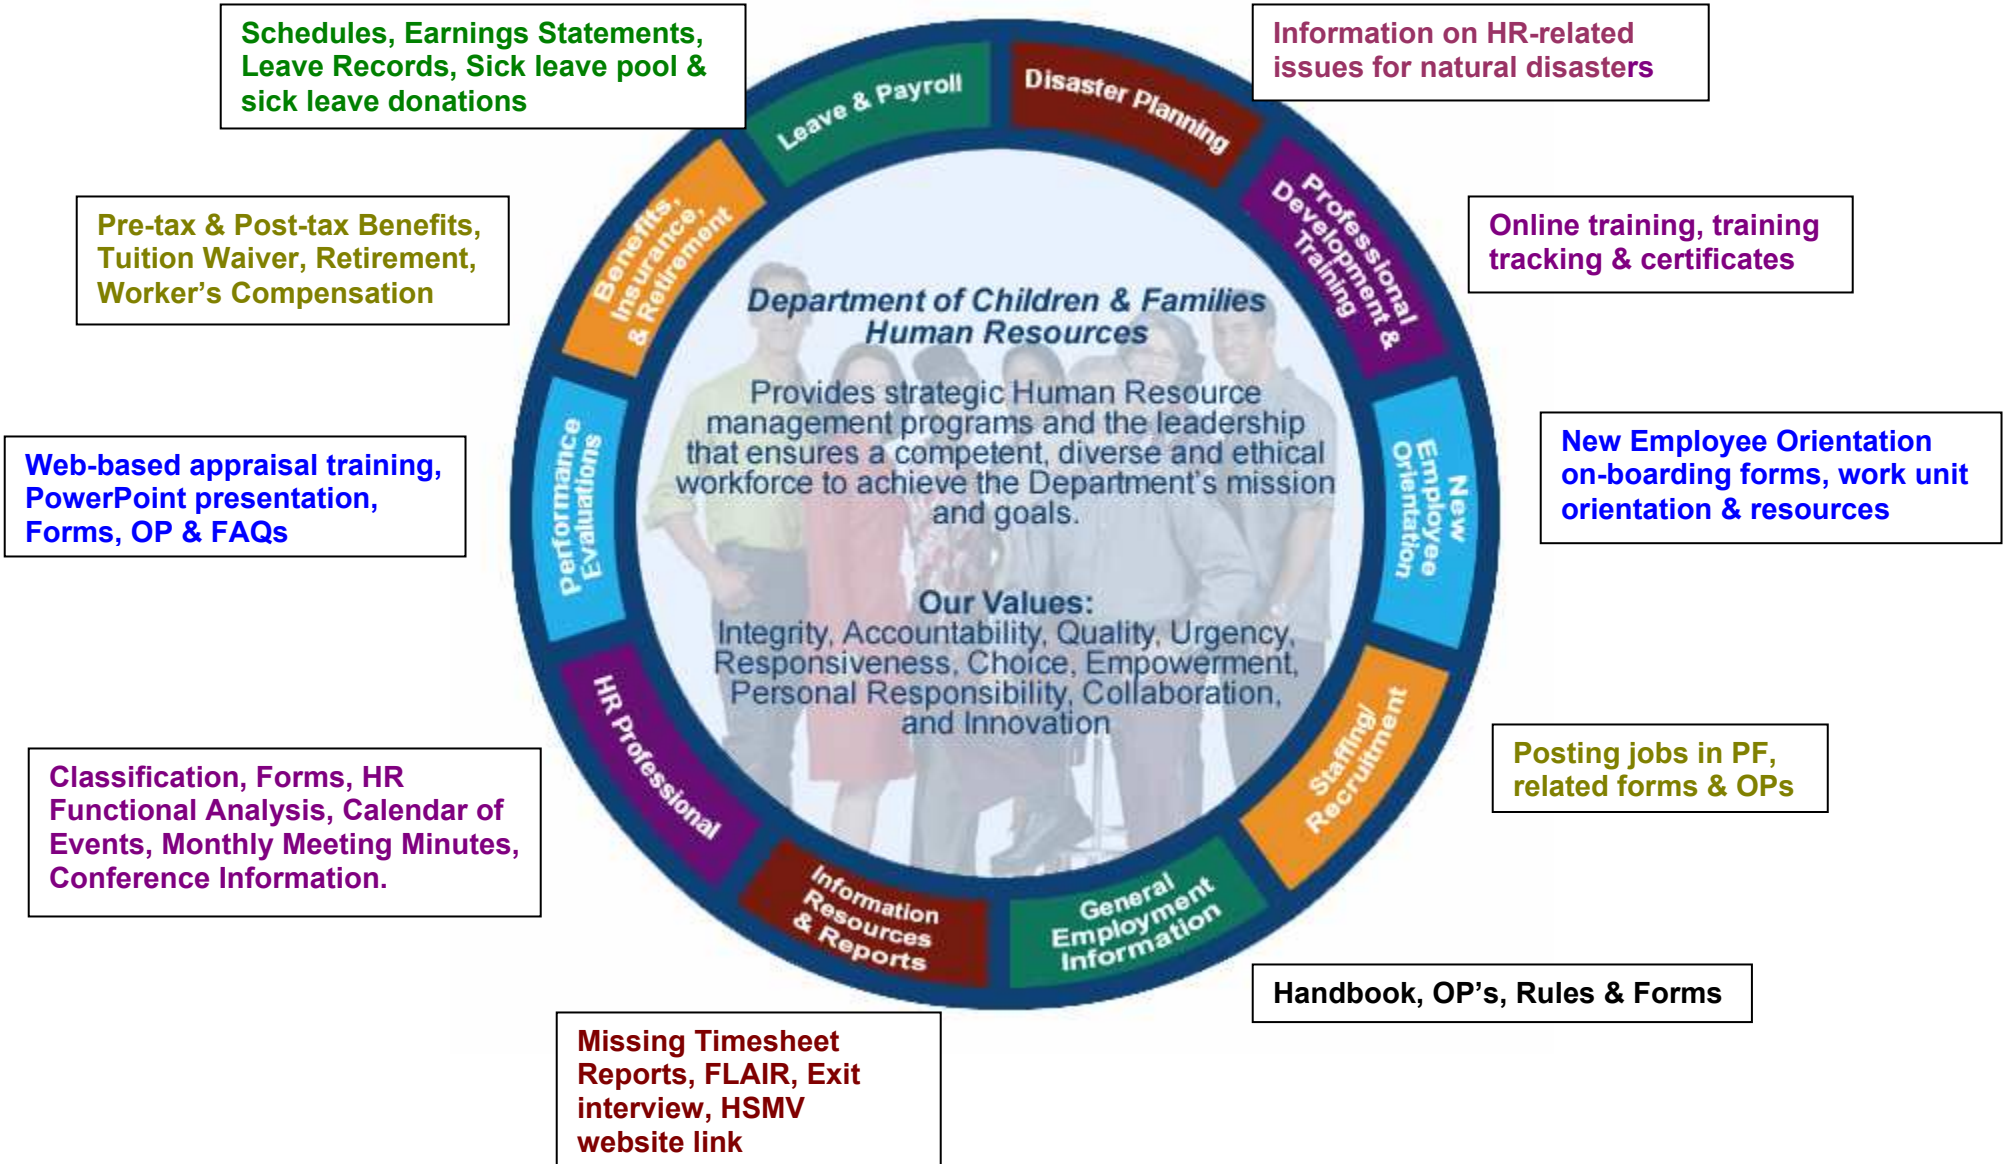 Schedules, Earnings Statements,
Leave Records, Sick leave pool &
sick leave donations
Information on HR-related
issues for natural disasters
Leave & Payroll
Disaster Planning
Pre-tax & Post-tax Benefits,
Tuition Waiver, Retirement,
Worker's Compensation
Benefits,
Insurance,
& Retirement
Professional
Development &
Training
Online training, training
tracking & certificates
Department of Children & Families
Human Resources
Provides strategic Human Resource
management programs and the leadership
that ensures a competent, diverse and ethical
workforce to achieve the Department's mission
and goals.
Web-based appraisal training,
PowerPoint presentation,
Forms, OP & FAQs
Performance
Evaluations
New
Employee
Orientation
New Employee Orientation
on-boarding forms, work unit
orientation & resources
Our Values:
Integrity, Accountability, Quality, Urgency,
Responsiveness, Choice, Empowerment,
Personal Responsibility, Collaboration,
and Innovation
HR Professional
Staffing/
Recruitment
Classification, Forms, HR
Functional Analysis, Calendar of
Events, Monthly Meeting Minutes,
Conference Information.
Posting jobs in PF,
related forms & OPs
Information
Resources
& Reports
General
Employment
Information
Handbook, OP's, Rules & Forms
Missing Timesheet
Reports, FLAIR, Exit
interview, HSMV
website link